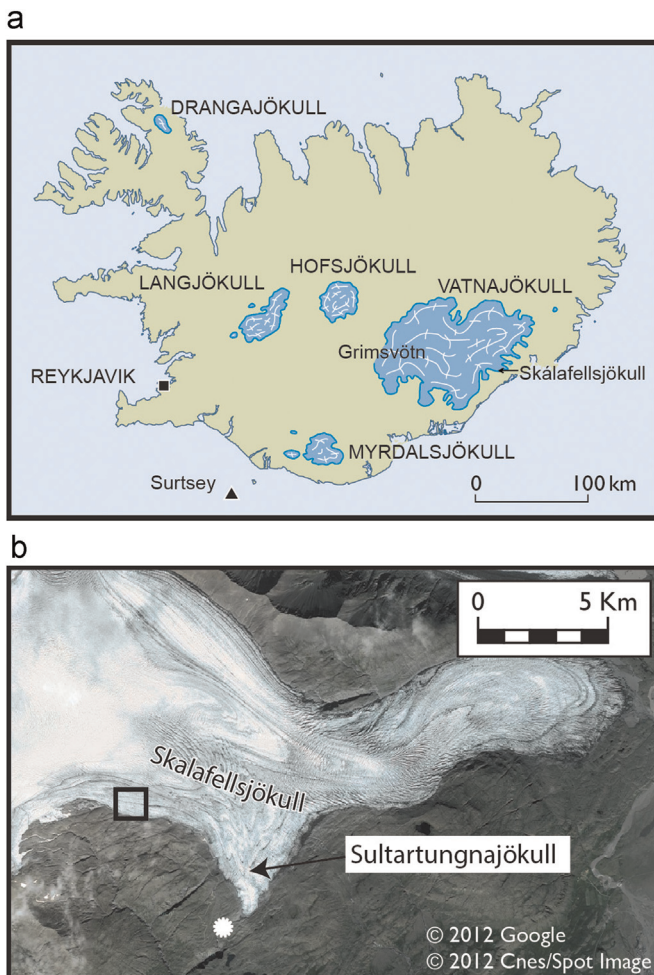 a
DRANGAJÖKULL
LANGJÖKULL
HOFSJÖKULL
VATNAJÖKULL
Grimsvötn
Skálafellsjökull
REYKJAVIK
MYRDALSJÖKULL
Surtsey
0 100 km
b
0 5 Km
Skalafellsjökull
Sultartungnajökull
© 2012 Google
© 2012 Cnes/Spot Image